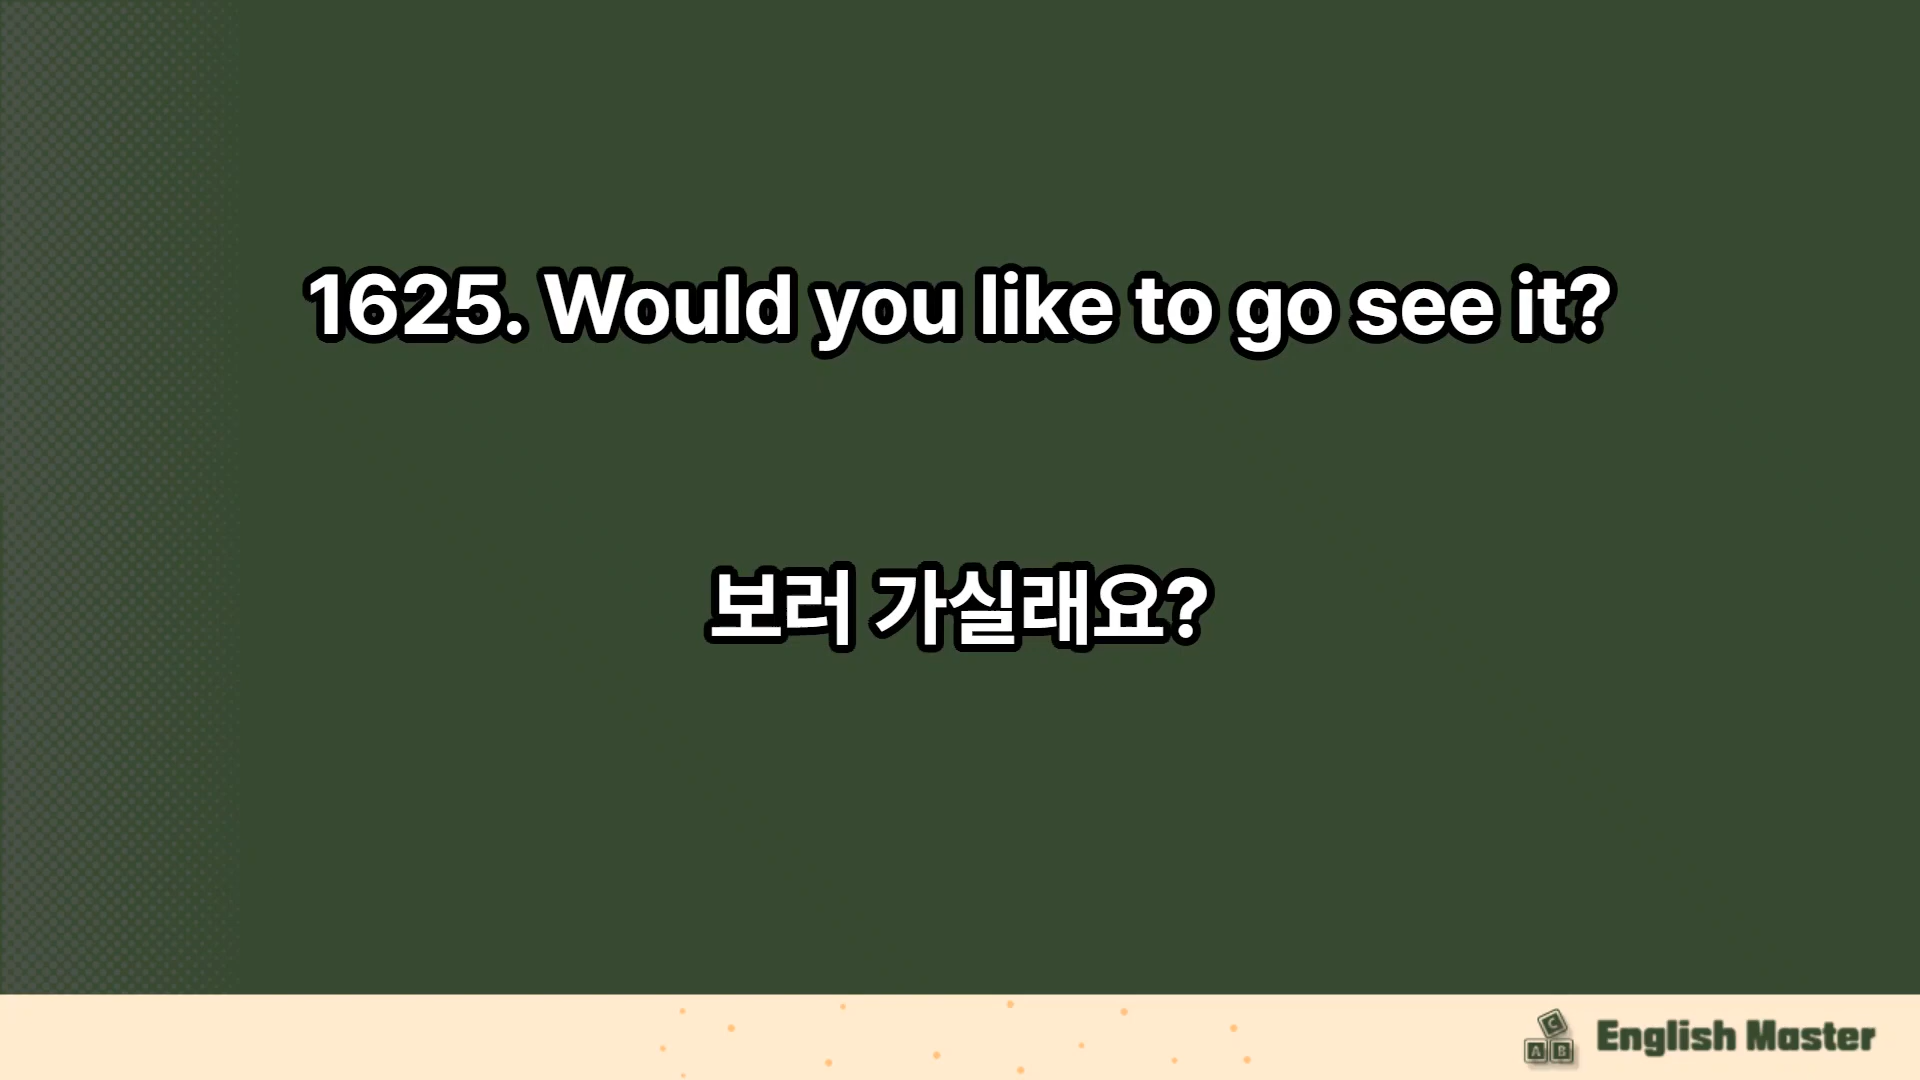 1625. Would you like to go see it?
보러 가실래요?
C
A B
English Master